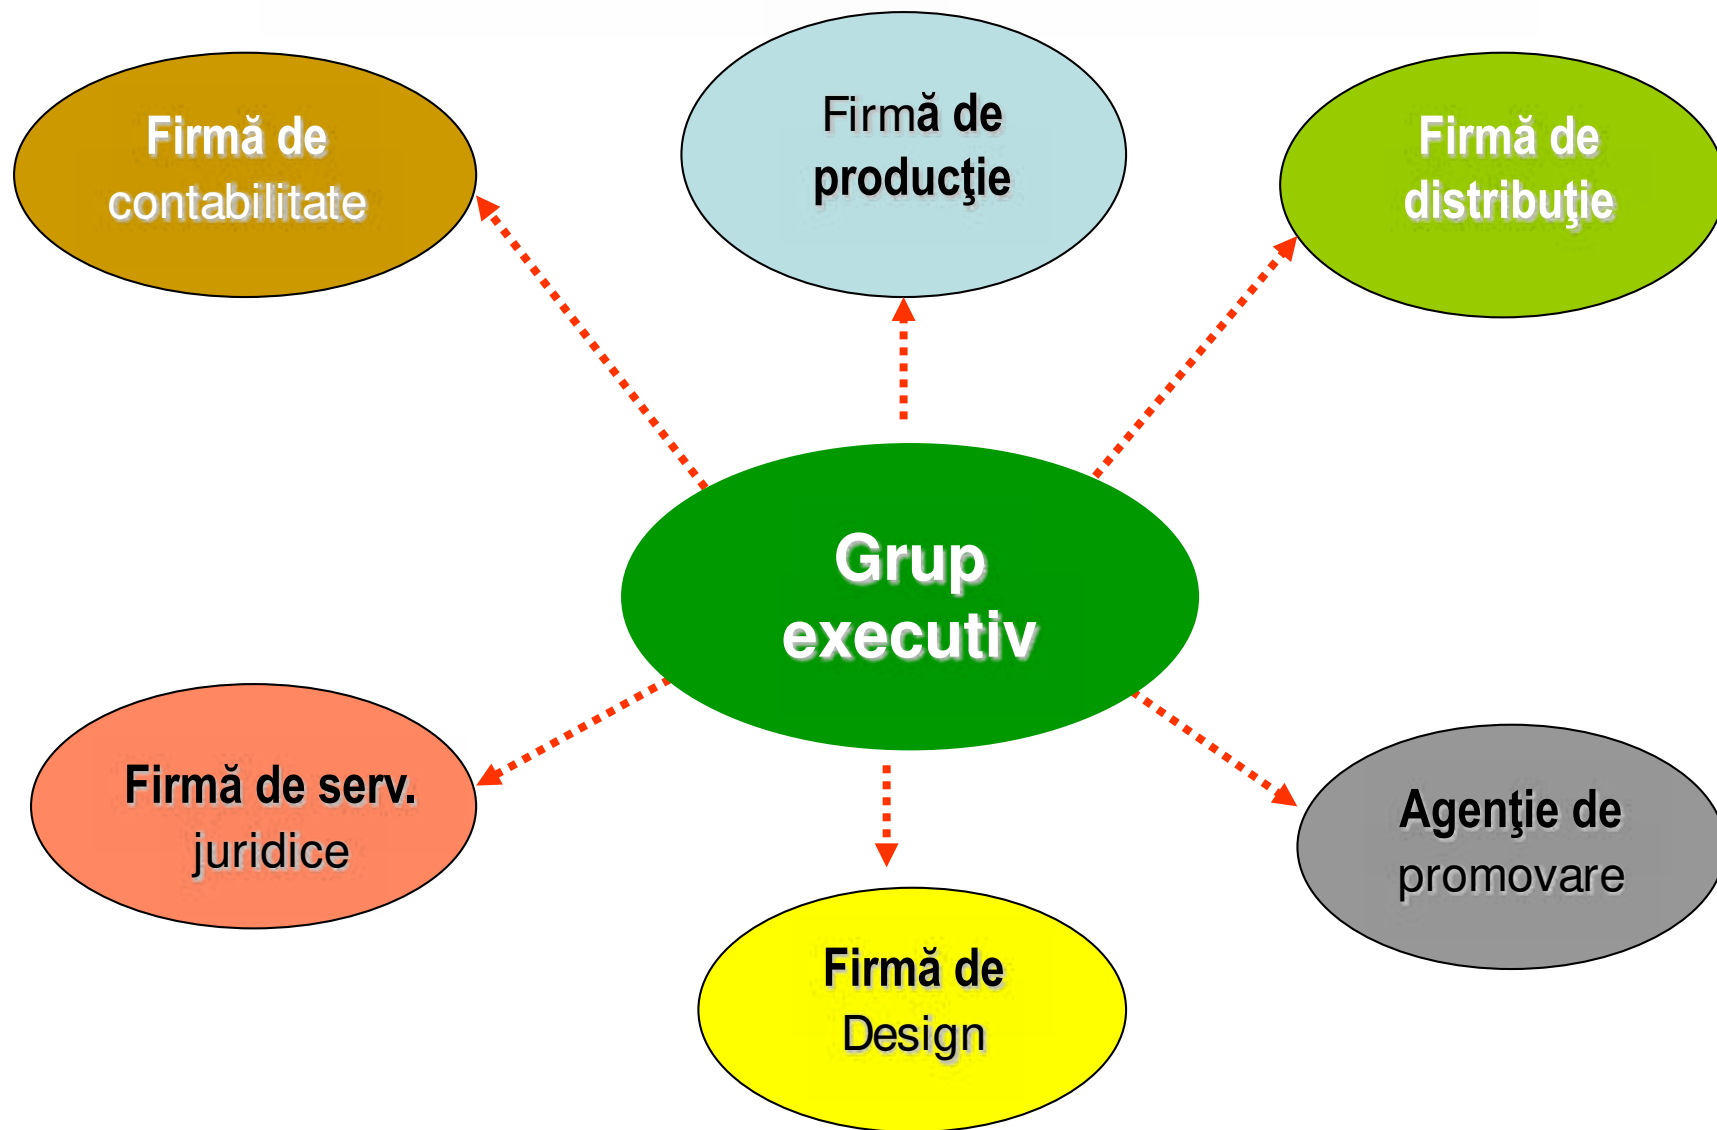 Firmă de
contabilitate
Firmă de
producţie
Firmă de
distribuţie
Grup
executiv
Firmă de serv.
juridice
Firmă de
Design
Agenţie de
promovare